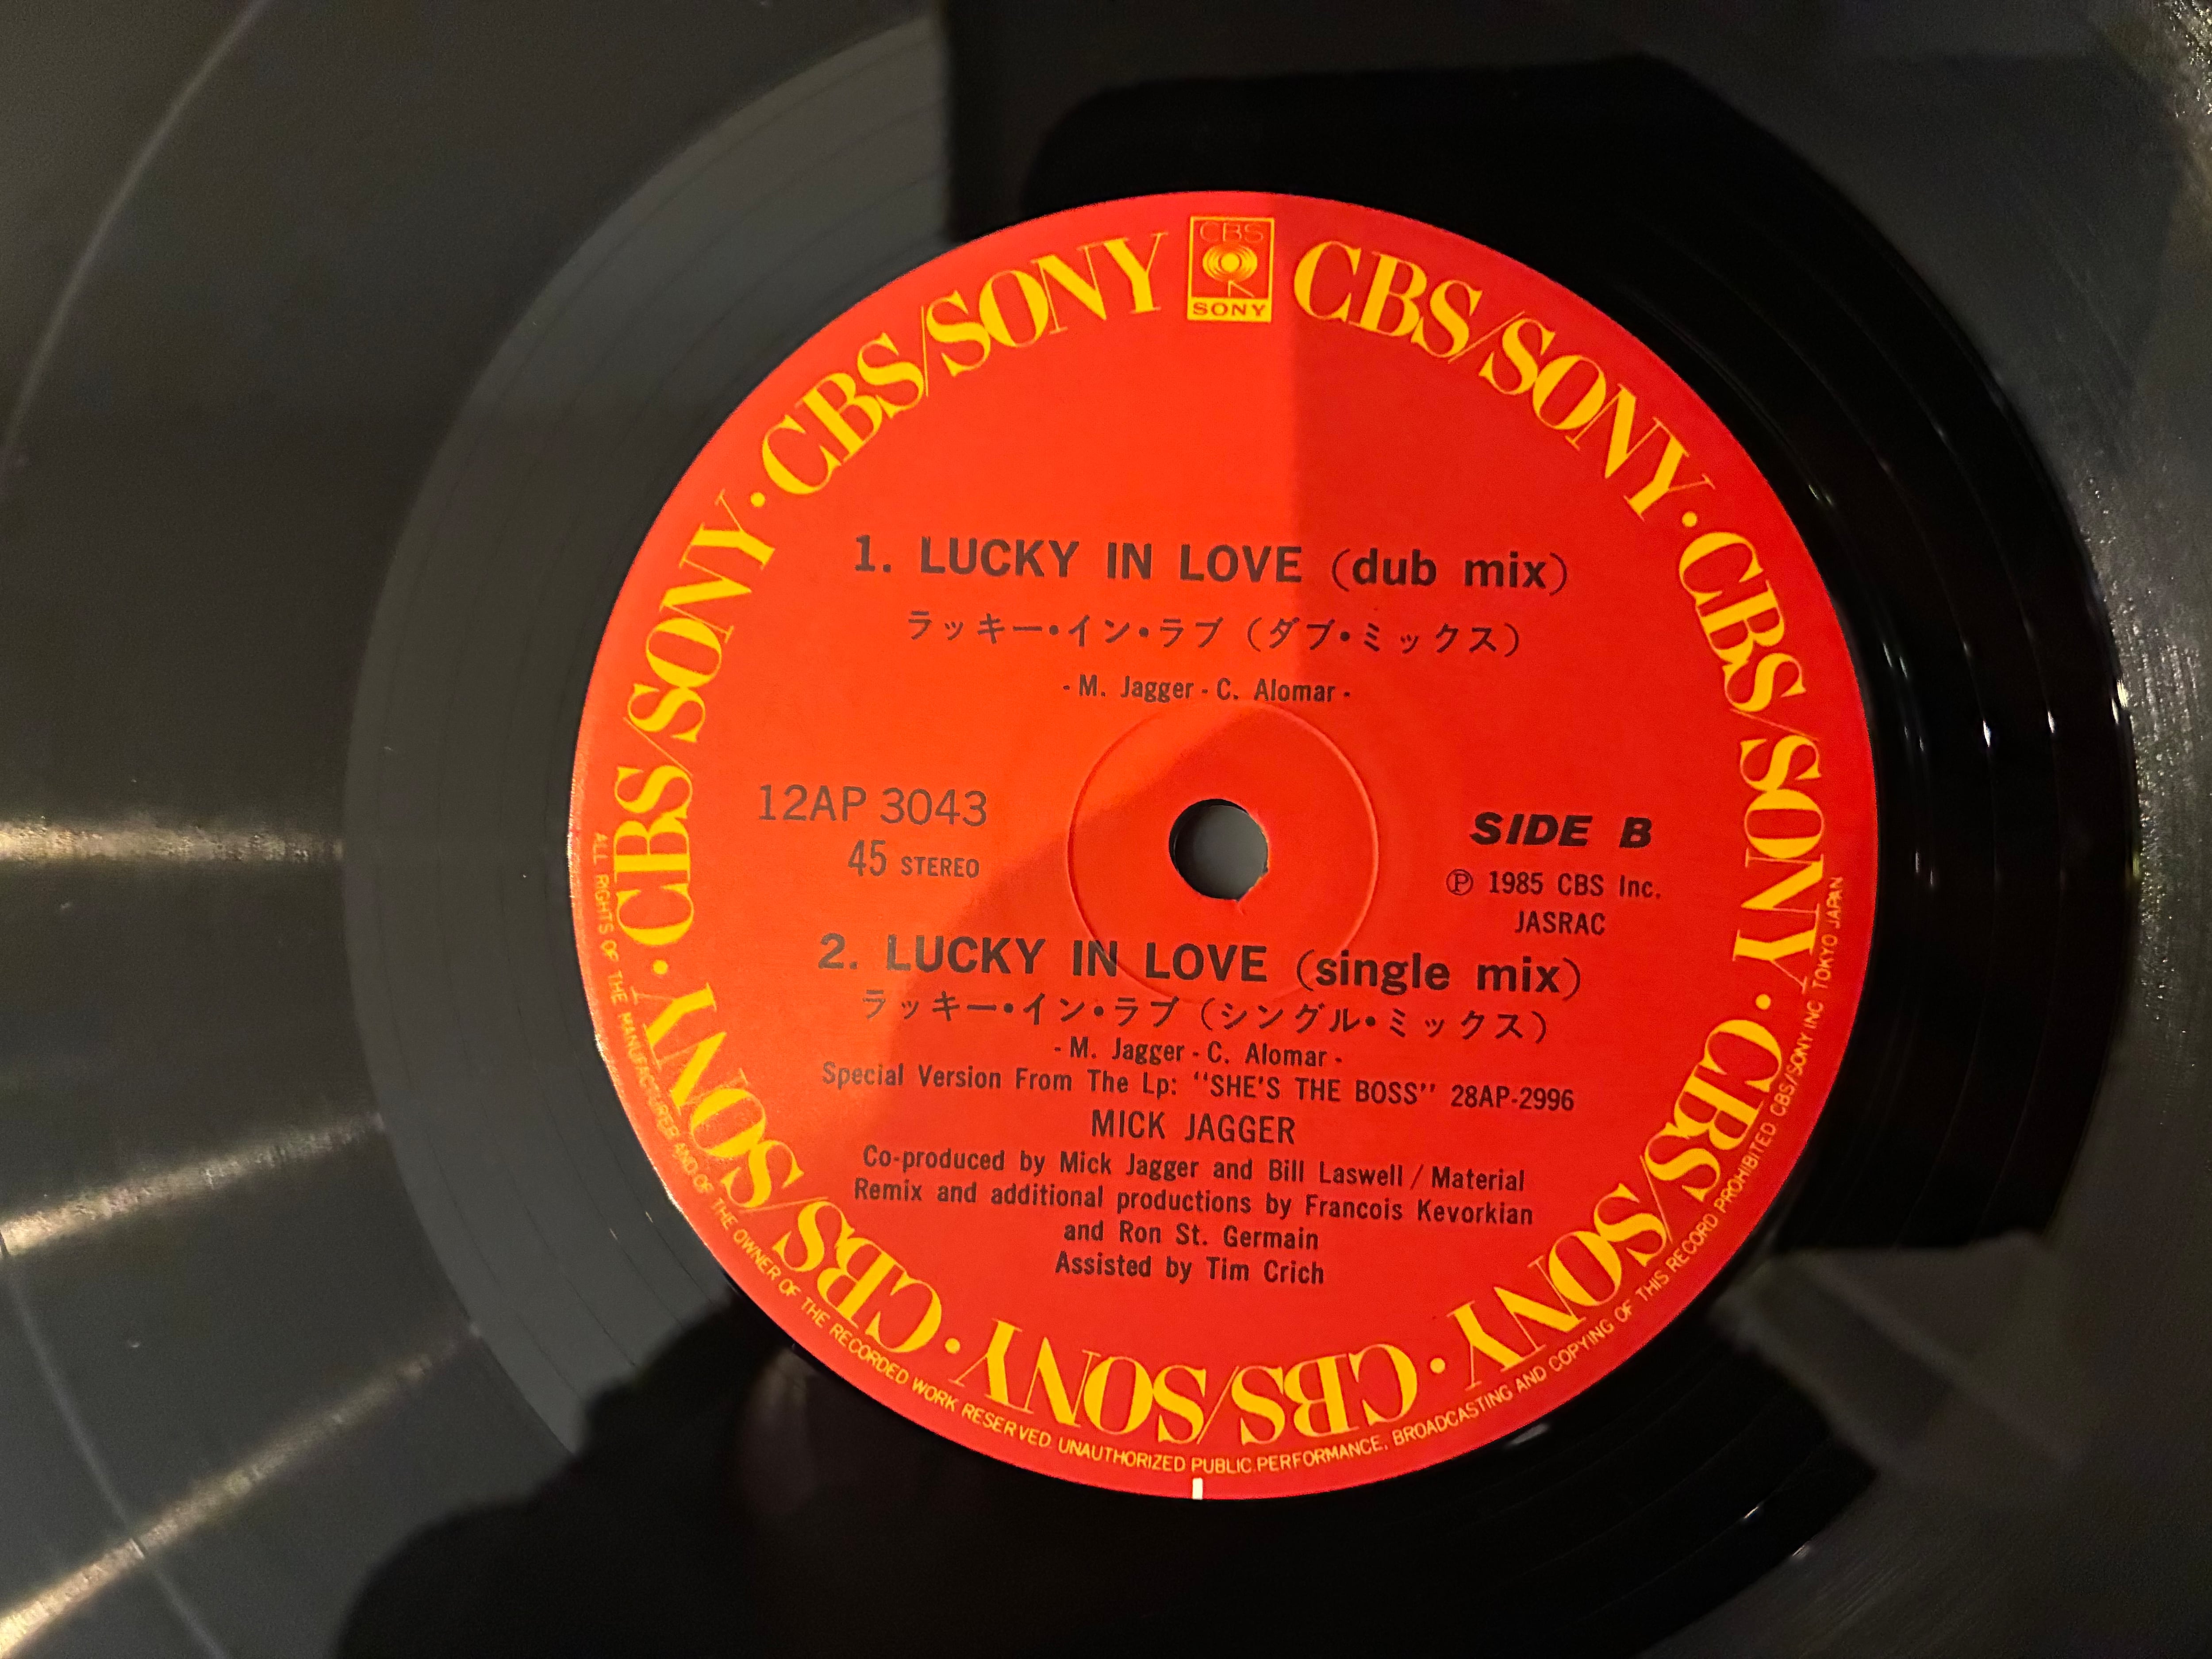 CBS
SONY
CBS/SONY · CBS/SONY · CBS/SONY · CBS/SONY · CBS/SONY · CBS/SONY · CBS/SONY · CBS/SONY
1. LUCKY IN LOVE (dub mix)
ラッキー・イン・ラブ (ダブ・ミックス)
- M. Jagger - C. Alomar -
12AP 3043
45 STEREO
SIDE B
Ⓟ 1985 CBS Inc.
JASRAC
2. LUCKY IN LOVE (single mix)
ラッキー・イン・ラブ (シングル・ミックス)
- M. Jagger - C. Alomar -
Special Version From The Lp: "SHE'S THE BOSS" 28AP-2996
MICK JAGGER
Co-produced by Mick Jagger and Bill Laswell / Material
Remix and additional productions by Francois Kevorkian
and Ron St. Germain
Assisted by Tim Crich
ALL RIGHTS OF THE MANUFACTURER AND OF THE OWNER OF THE RECORDED WORK RESERVED UNAUTHORIZED PUBLIC PERFORMANCE, BROADCASTING AND COPYING OF THIS RECORD PROHIBITED CBS/SONY INC TOKYO JAPAN